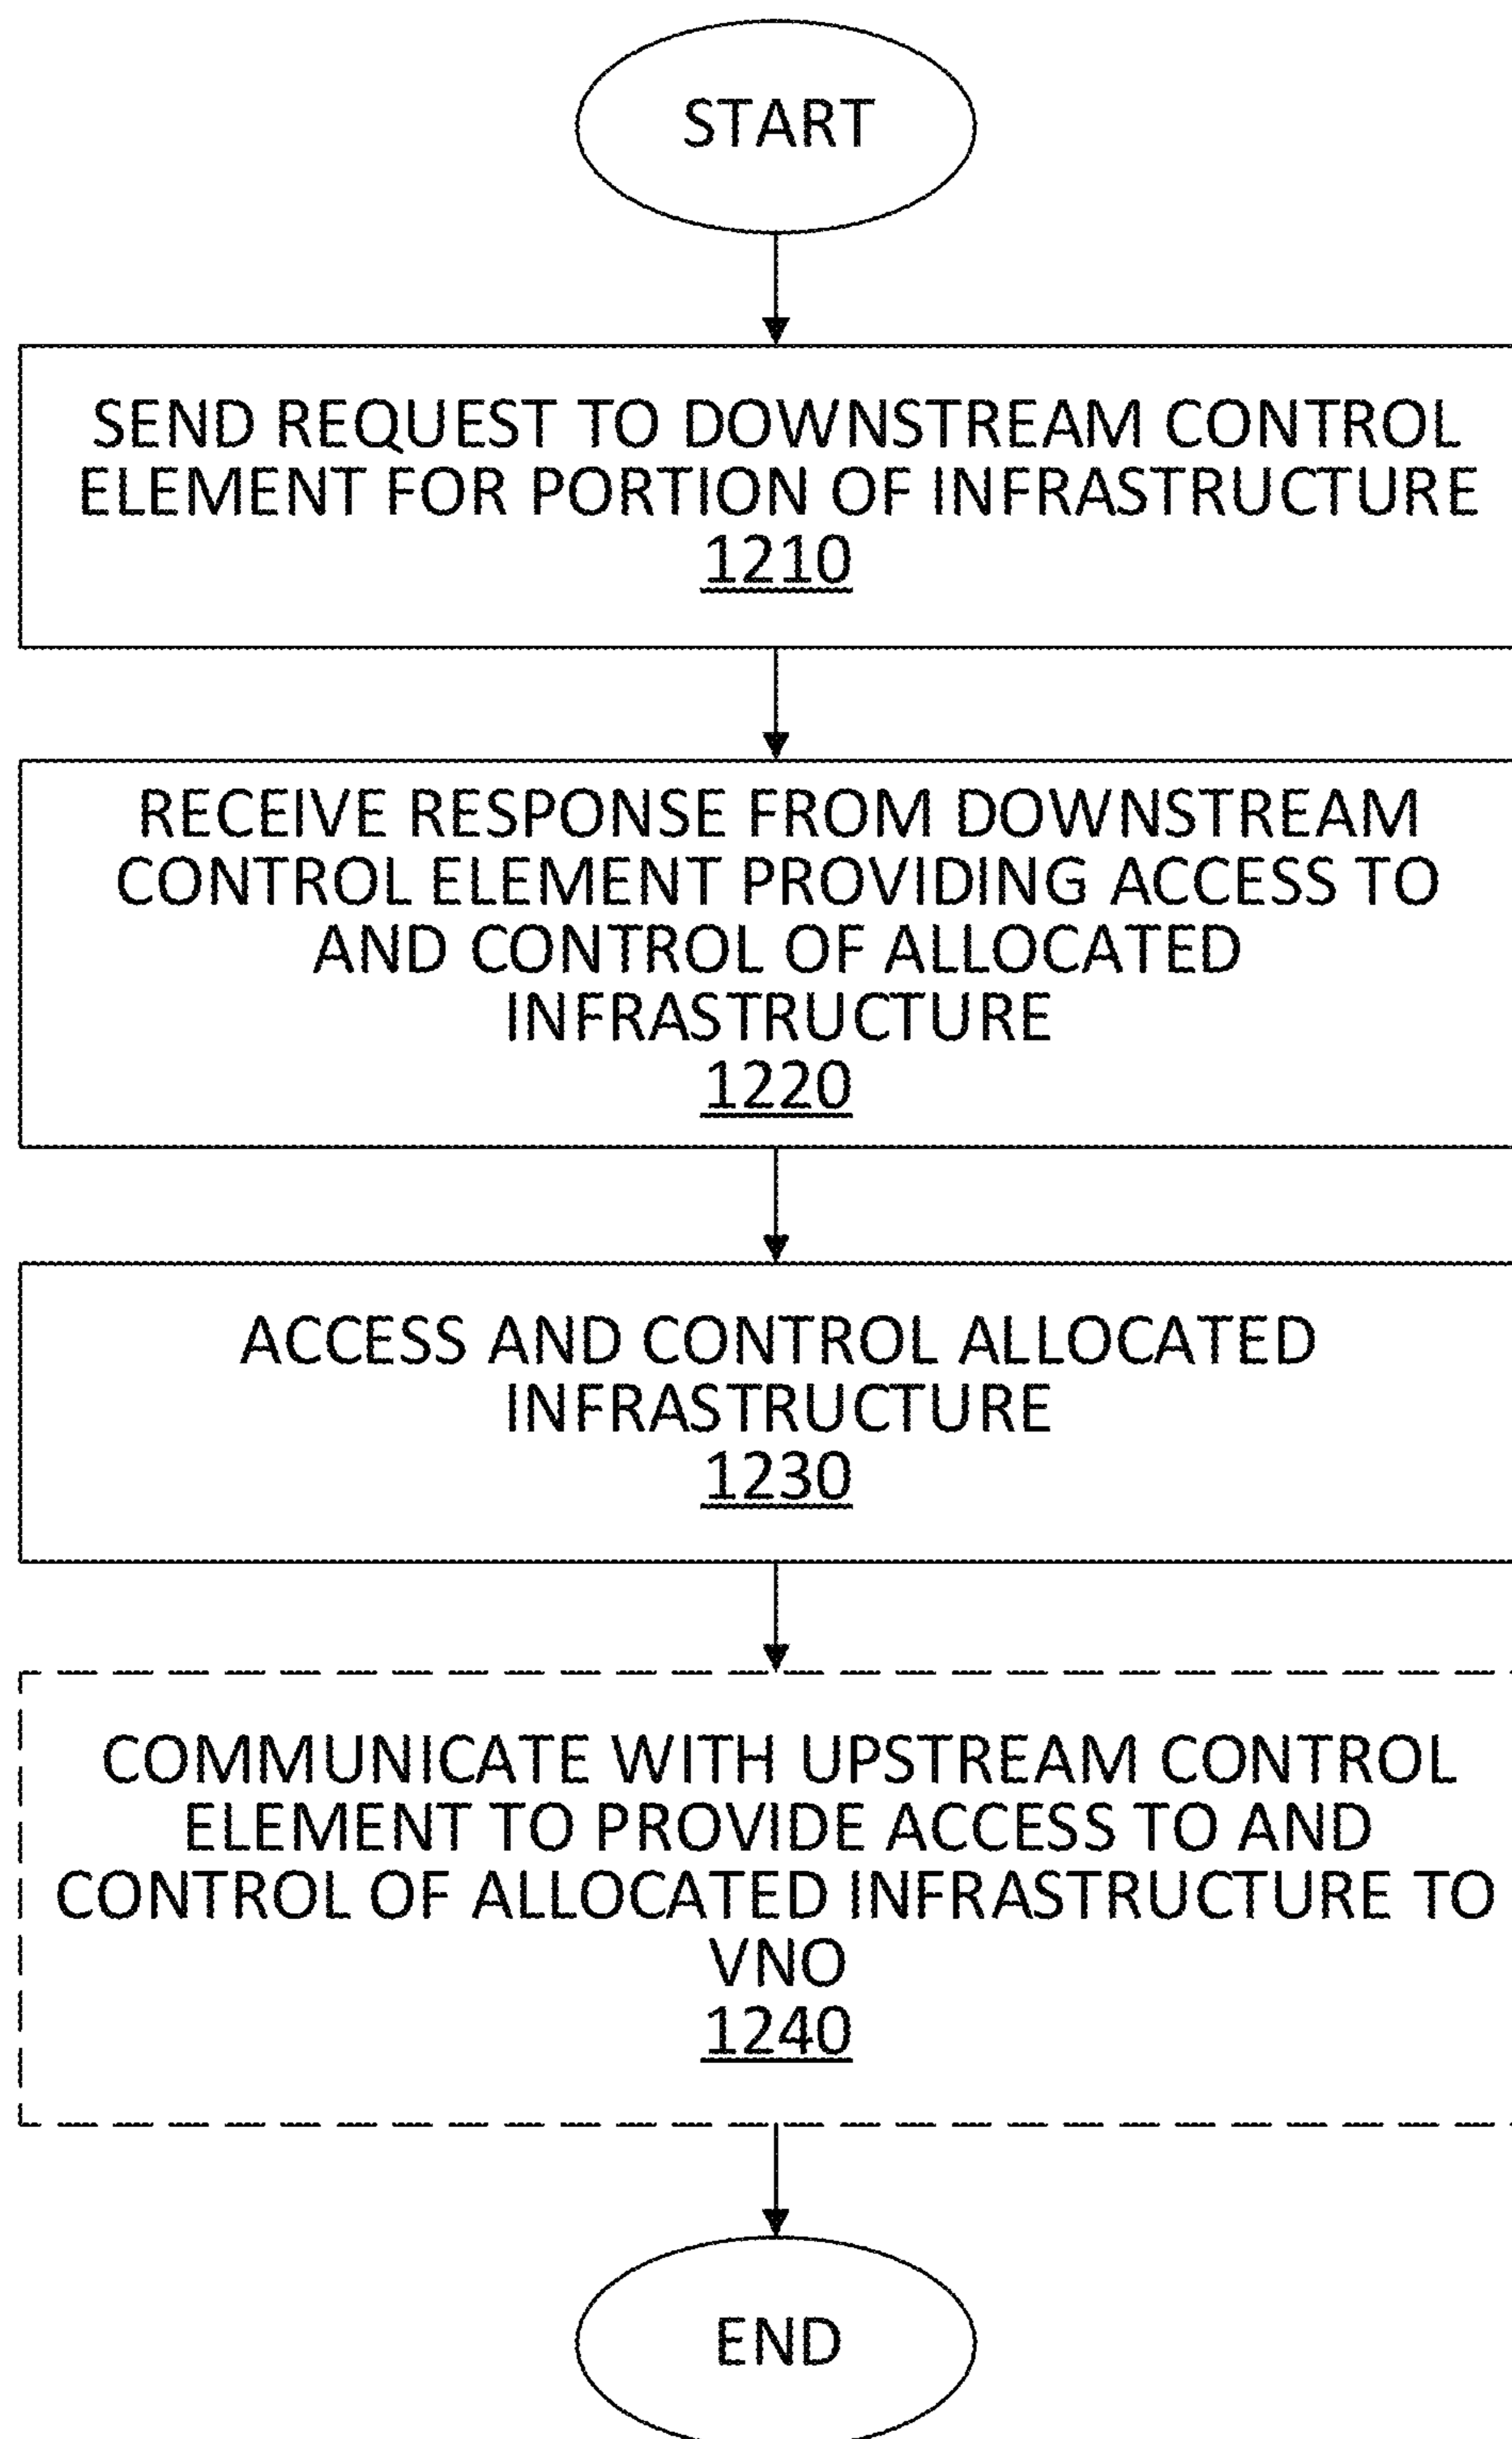 START
SEND REQUEST TO DOWNSTREAM CONTROL
ELEMENT FOR PORTION OF INFRASTRUCTURE
1210
RECEIVE RESPONSE FROM DOWNSTREAM
CONTROL ELEMENT PROVIDING ACCESS TO
AND CONTROL OF ALLOCATED
INFRASTRUCTURE
1220
ACCESS AND CONTROL ALLOCATED
INFRASTRUCTURE
1230
COMMUNICATE WITH UPSTREAM CONTROL
ELEMENT TO PROVIDE ACCESS TO AND
CONTROL OF ALLOCATED INFRASTRUCTURE TO
VNO
1240
END